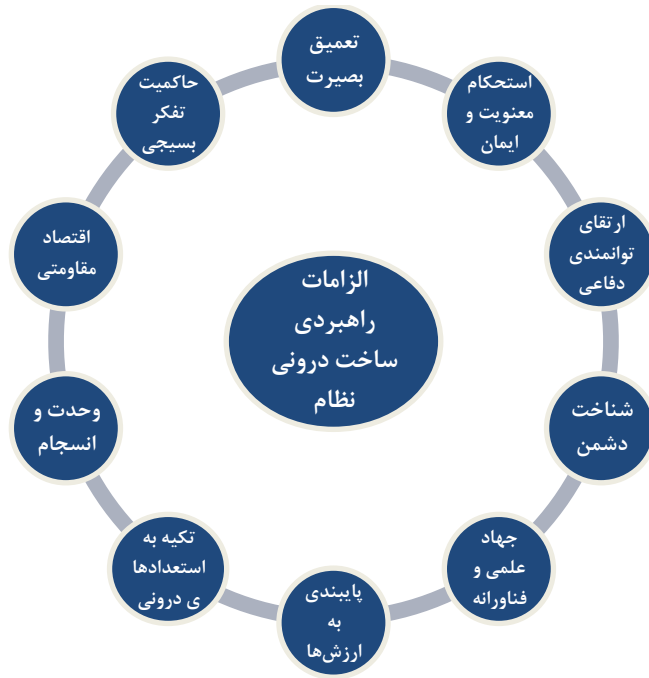 تعمیق
بصیرت
استحکام
معنویت و
ایمان
ارتقای
توانمندی
دفاعی
شناخت
دشمن
جهاد
علمی و
فناورانه
پایبندی
به
ارزش‌ها
تکیه به
استعدادها
ی درونی
وحدت و
انسجام
اقتصاد
مقاومتی
حاکمیت
تفکر
بسیجی
الزامات
راهبردی
ساخت درونی
نظام